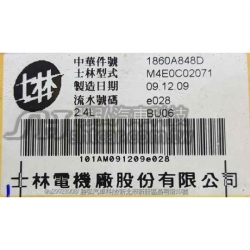 士林
中華件號 1860A848D
士林型式 M4E0C02071
製造日期 09.12.09
流水號碼 e028
2.4L BU06
101AM091209e028
士林電機廠股份有限公司